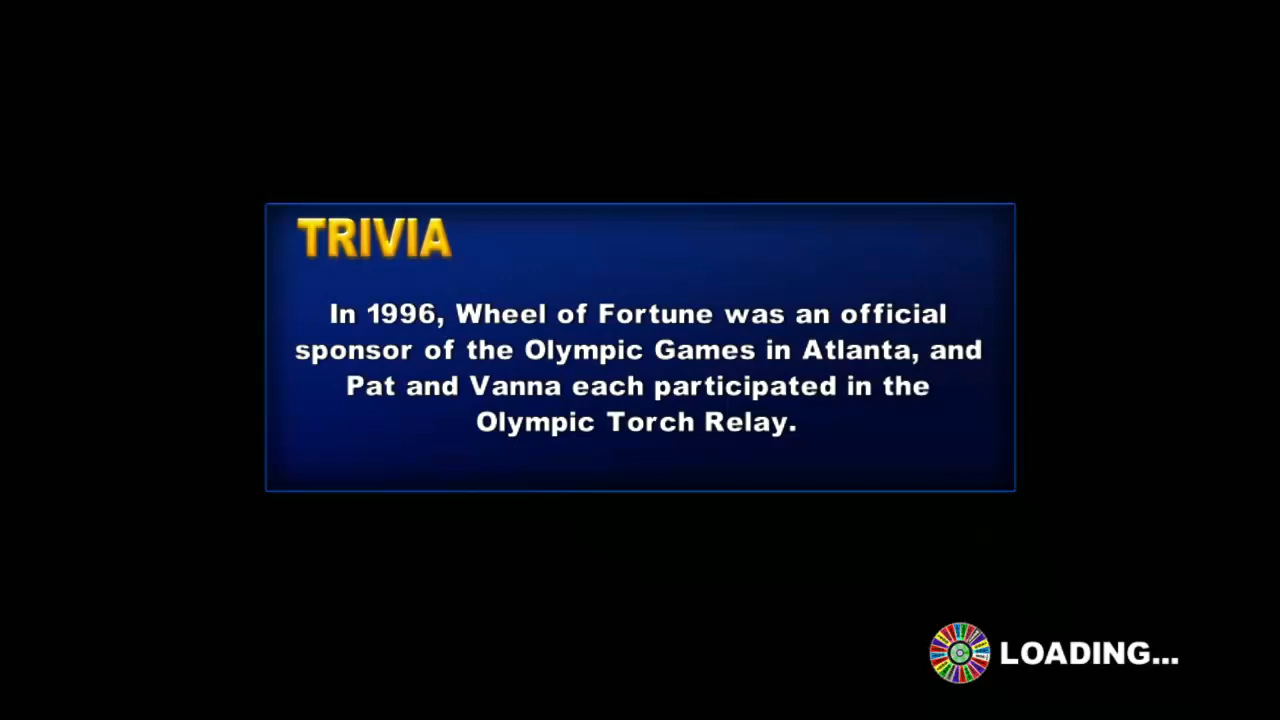 TRIVIA
In 1996, Wheel of Fortune was an official
sponsor of the Olympic Games in Atlanta, and
Pat and Vanna each participated in the
Olympic Torch Relay.
LOADING...